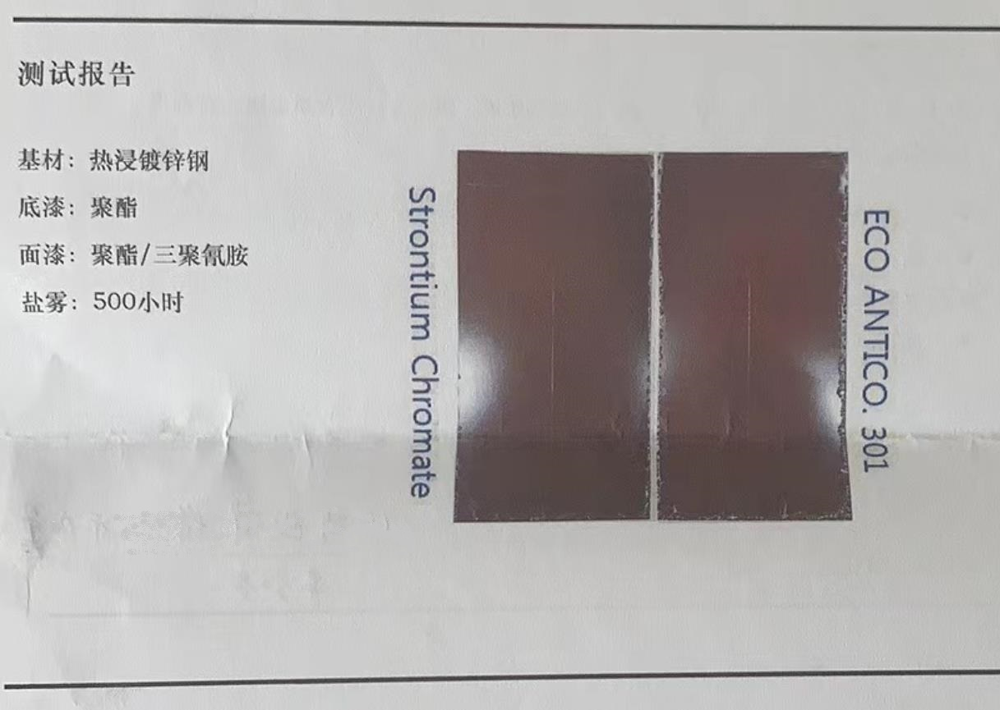 测试报告
基材：热浸镀锌钢
底漆：聚酯
面漆：聚酯/三聚氰胺
盐雾：500小时
Strontium Chromate
ECO ANTICO. 301